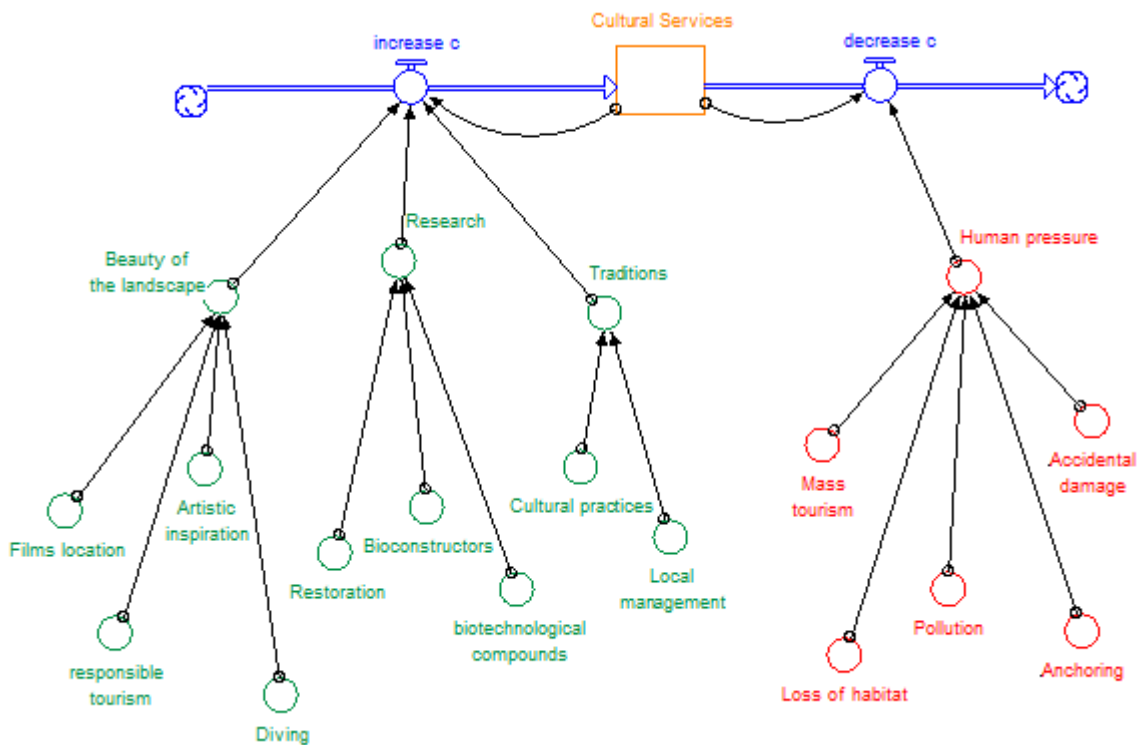 Cultural Services
increase c
decrease c
Research
Human pressure
Beauty of
the landscape
Traditions
Mass
tourism
Accidental
damage
Artistic
inspiration
Cultural practices
Films location
Bioconstructors
Restoration
Local
management
Pollution
biotechnological
compounds
responsible
tourism
Loss of habitat
Anchoring
Diving